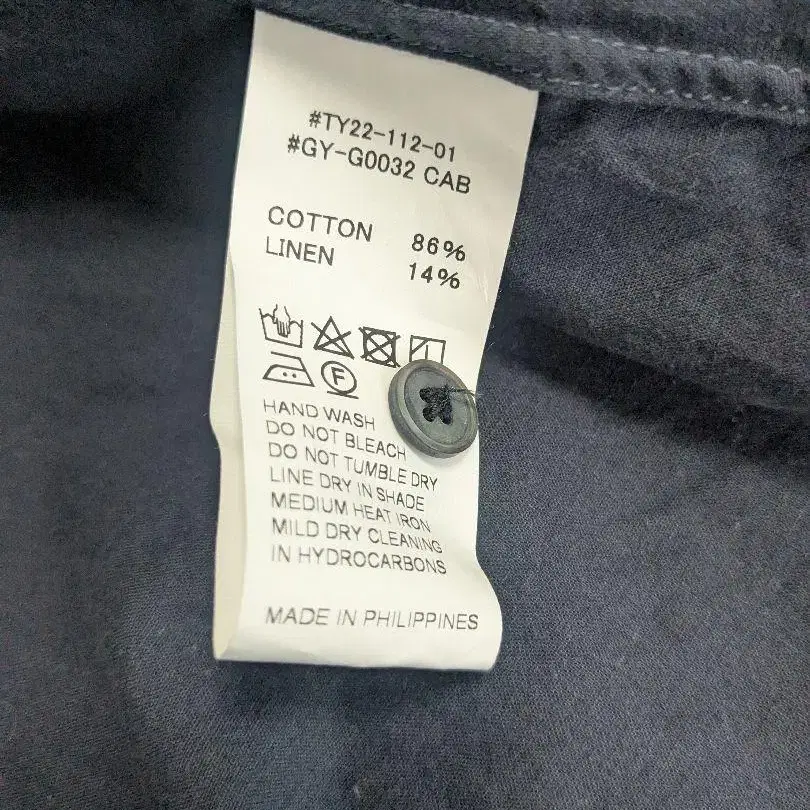 #TY22-112-01
#GY-G0032 CAB
COTTON 86%
LINEN 14%
F
HAND WASH
DO NOT BLEACH
DO NOT TUMBLE DRY
LINE DRY IN SHADE
MEDIUM HEAT IRON
MILD DRY CLEANING
IN HYDROCARBONS
MADE IN PHILIPPINES